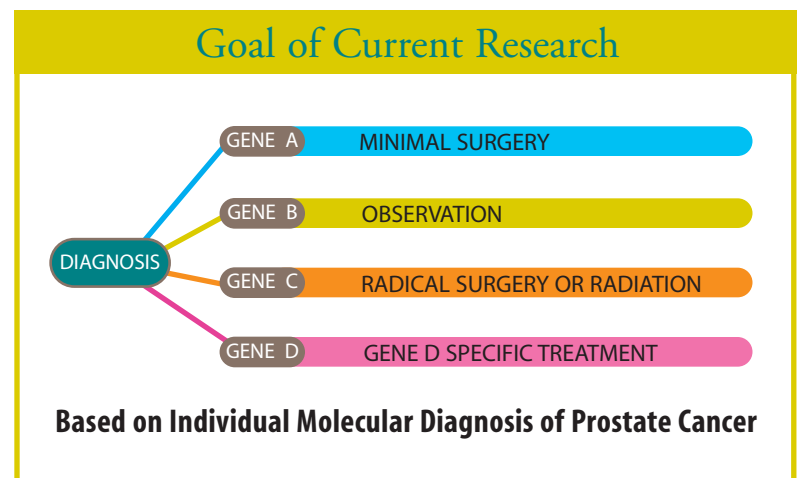 Goal of Current Research
GENE A MINIMAL SURGERY
GENE B OBSERVATION
DIAGNOSIS
GENE C RADICAL SURGERY OR RADIATION
GENE D GENE D SPECIFIC TREATMENT
Based on Individual Molecular Diagnosis of Prostate Cancer